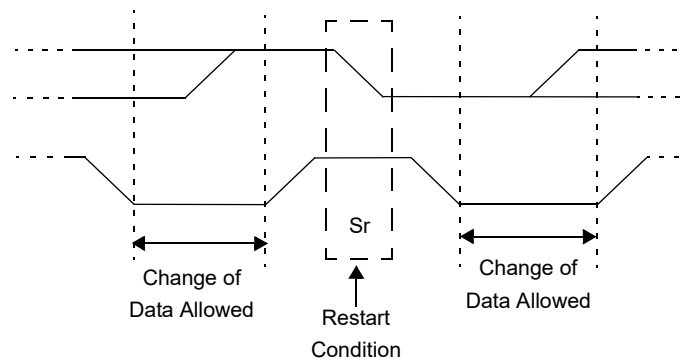 Sr
Change of
Data Allowed
Restart
Condition
Change of
Data Allowed